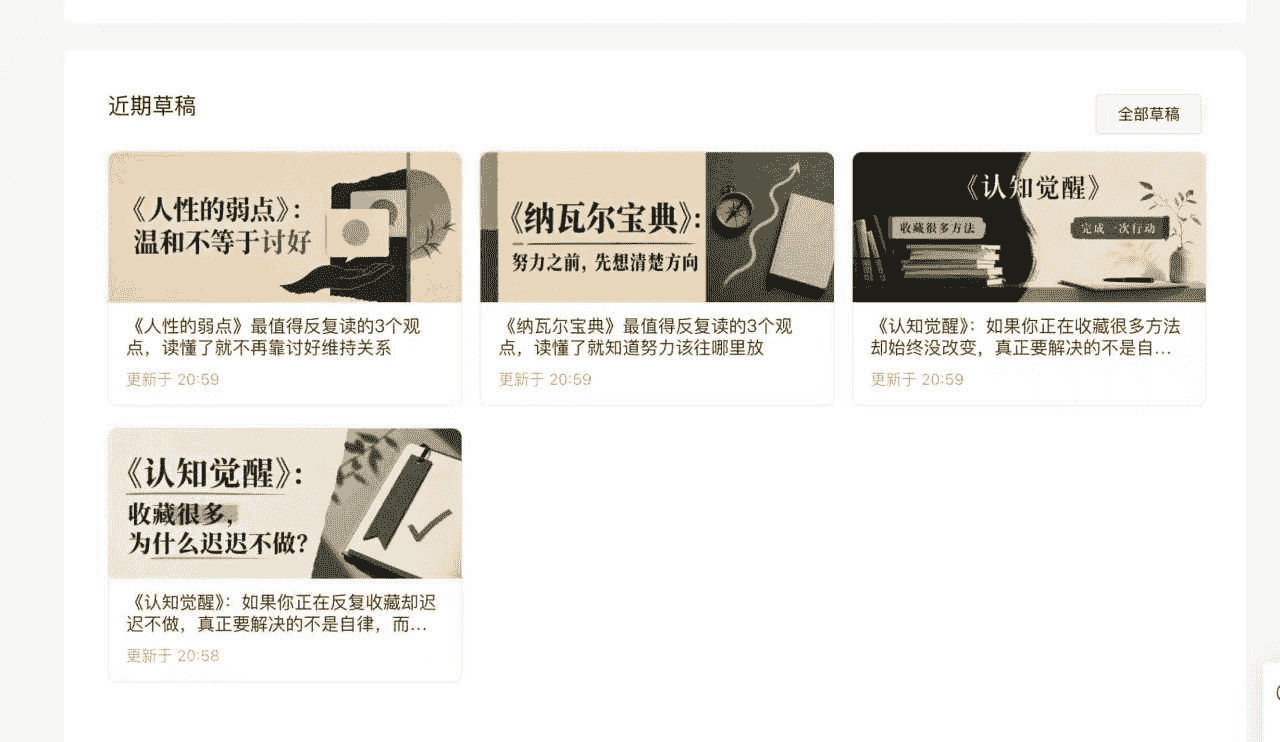 近期草稿
全部草稿
《人性的弱点》:
温和不等于讨好
《纳瓦尔宝典》:
努力之前, 先想清楚方向
《认知觉醒》
收藏很多方法
完成一次行动
《人性的弱点》最值得反复读的3个观
点，读懂了就不再靠讨好维持关系
更新于 20:59
《纳瓦尔宝典》最值得反复读的3个观
点，读懂了就知道努力该往哪里放
更新于 20:59
《认知觉醒》：如果你正在收藏很多方法
却始终没改变，真正要解决的不是自...
更新于 20:59
《认知觉醒》:
收藏很多,
为什么迟迟不做?
《认知觉醒》：如果你正在反复收藏却迟
迟不做，真正要解决的不是自律，而...
更新于 20:58